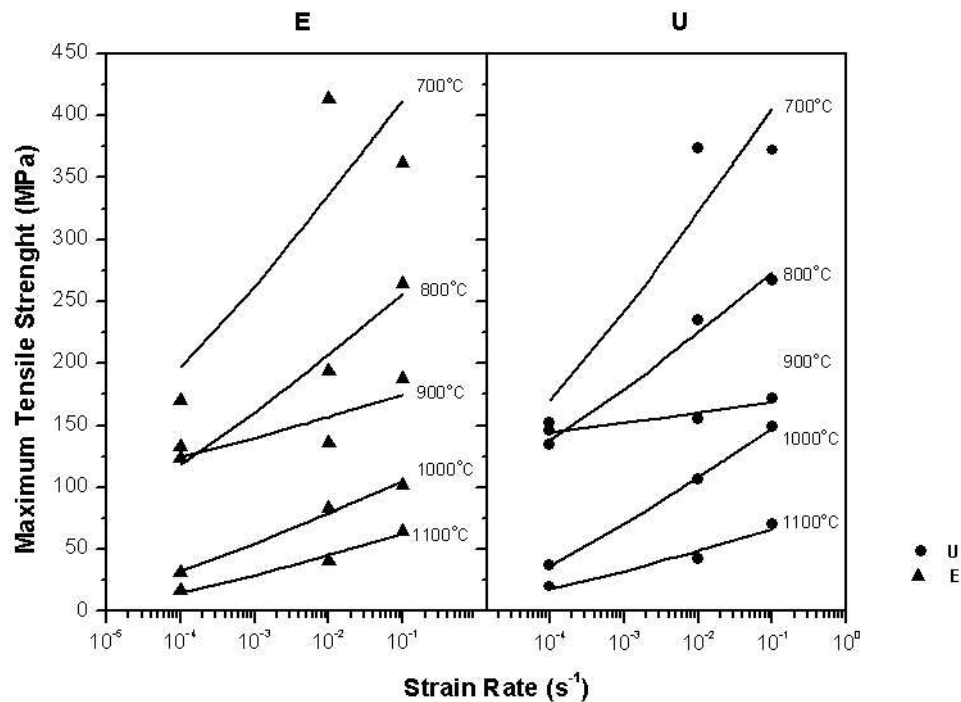 E U
Maximum Tensile Strenght (MPa)
450
400
350
300
250
200
150
100
50
0
700°C
800°C
900°C
1000°C
1100°C
700°C
800°C
900°C
1000°C
1100°C
U
E
10⁻⁵ 10⁻⁴ 10⁻³ 10⁻² 10⁻¹ 10⁻⁴ 10⁻³ 10⁻² 10⁻¹ 10⁰
Strain Rate (s⁻¹)